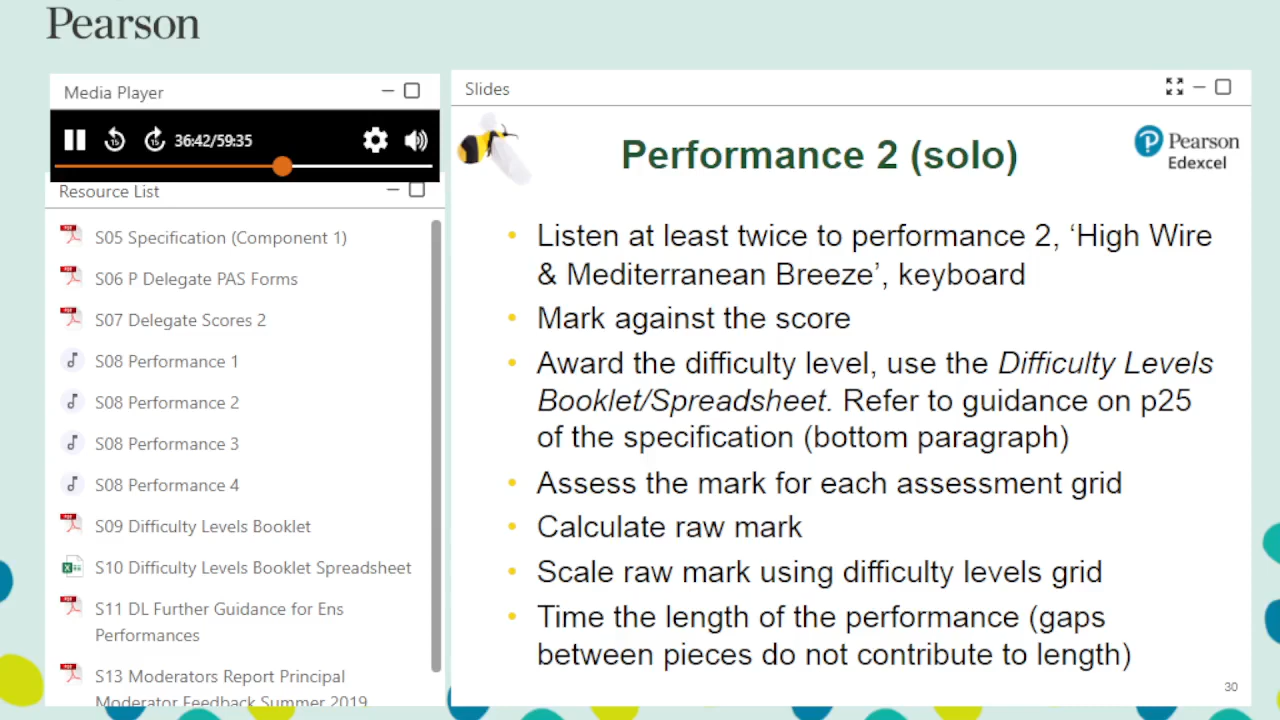 Pearson
Media Player
15
15
36:42/59:35
Resource List
S05 Specification (Component 1)
S06 P Delegate PAS Forms
S07 Delegate Scores 2
S08 Performance 1
S08 Performance 2
S08 Performance 3
S08 Performance 4
S09 Difficulty Levels Booklet
S10 Difficulty Levels Booklet Spreadsheet
S11 DL Further Guidance for Ens
Performances
S13 Moderators Report Principal
Moderator Feedback Summer 2019
Slides
Performance 2 (solo)
Pearson
Edexcel
• Listen at least twice to performance 2, ‘High Wire
& Mediterranean Breeze’, keyboard
• Mark against the score
• Award the difficulty level, use the Difficulty Levels
Booklet/Spreadsheet. Refer to guidance on p25
of the specification (bottom paragraph)
• Assess the mark for each assessment grid
• Calculate raw mark
• Scale raw mark using difficulty levels grid
• Time the length of the performance (gaps
between pieces do not contribute to length)
30